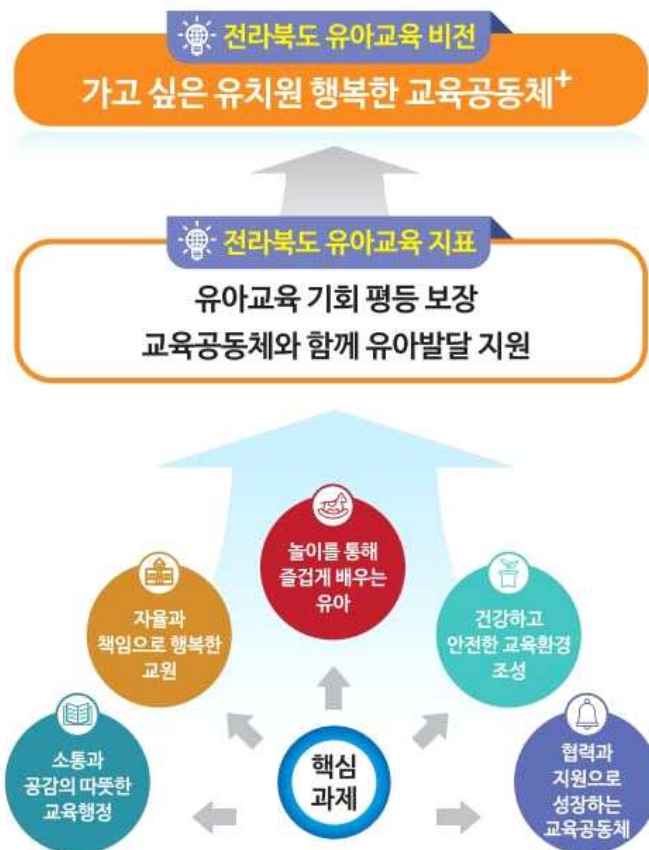 전라북도 유아교육 비전
가고 싶은 유치원 행복한 교육공동체+
전라북도 유아교육 지표
유아교육 기회 평등 보장
교육공동체와 함께 유아발달 지원
놀이를 통해
즐겁게 배우는
유아
자율과
책임으로 행복한
교원
건강하고
안전한 교육환경
조성
소통과
공감의 따뜻한
교육행정
핵심
과제
협력과
지원으로
성장하는
교육공동체